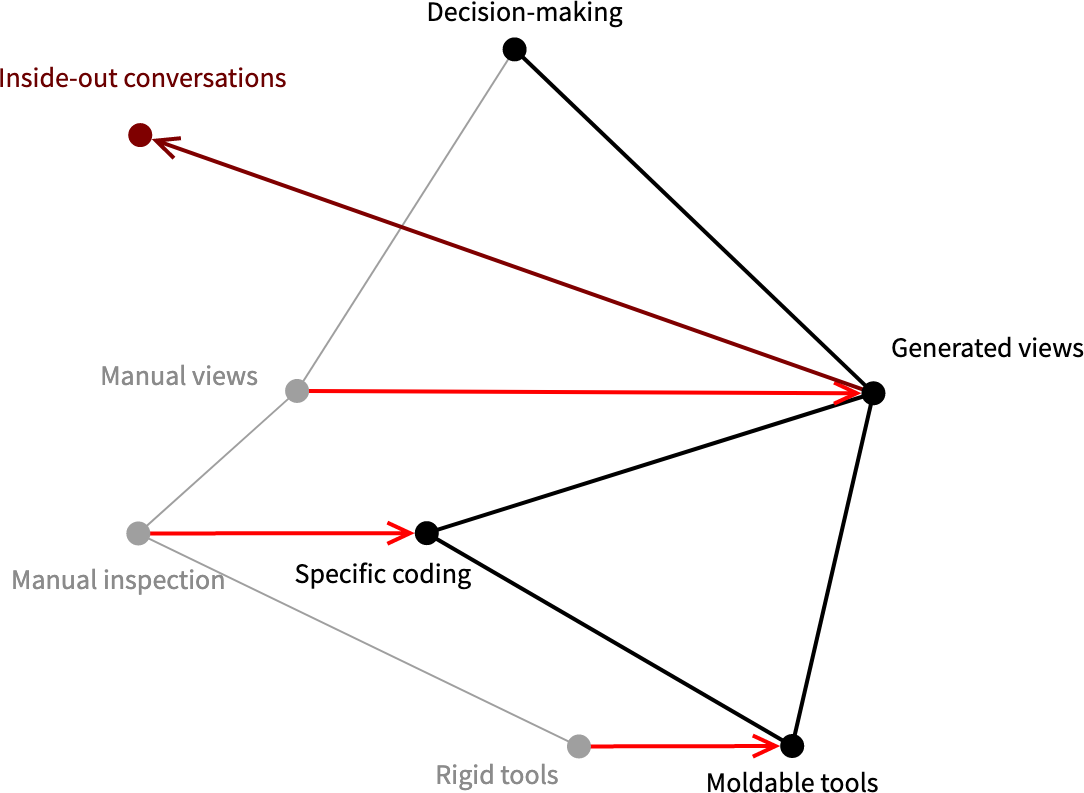 Decision-making
Inside-out conversations
Generated views
Manual views
Specific coding
Manual inspection
Rigid tools
Moldable tools